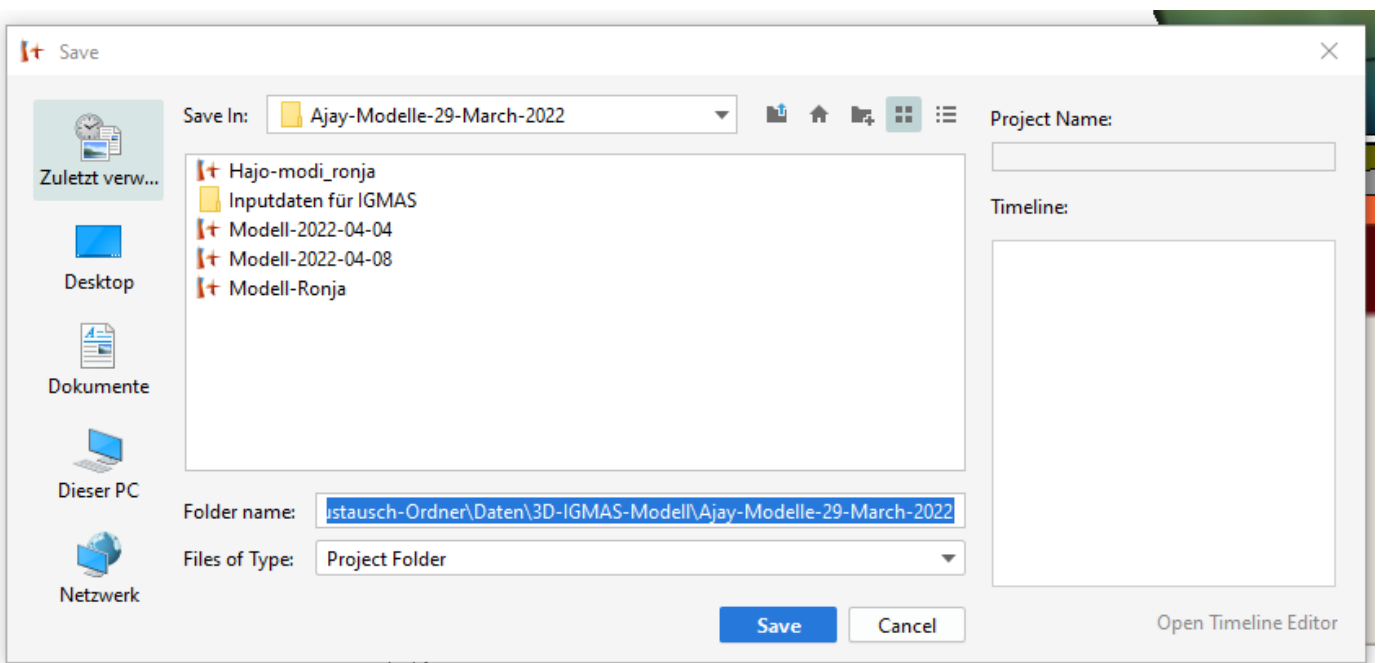 Save
Save In:
Ajay-Modelle-29-March-2022
Zuletzt verw...
Desktop
Dokumente
Dieser PC
Netzwerk
Hajo-modi_ronja
Inputdaten für IGMAS
Modell-2022-04-04
Modell-2022-04-08
Modell-Ronja
Folder name:
ustausch-Ordner\Daten\3D-IGMAS-Modell\Ajay-Modelle-29-March-2022
Files of Type:
Project Folder
Save
Cancel
Project Name:
Timeline:
Open Timeline Editor